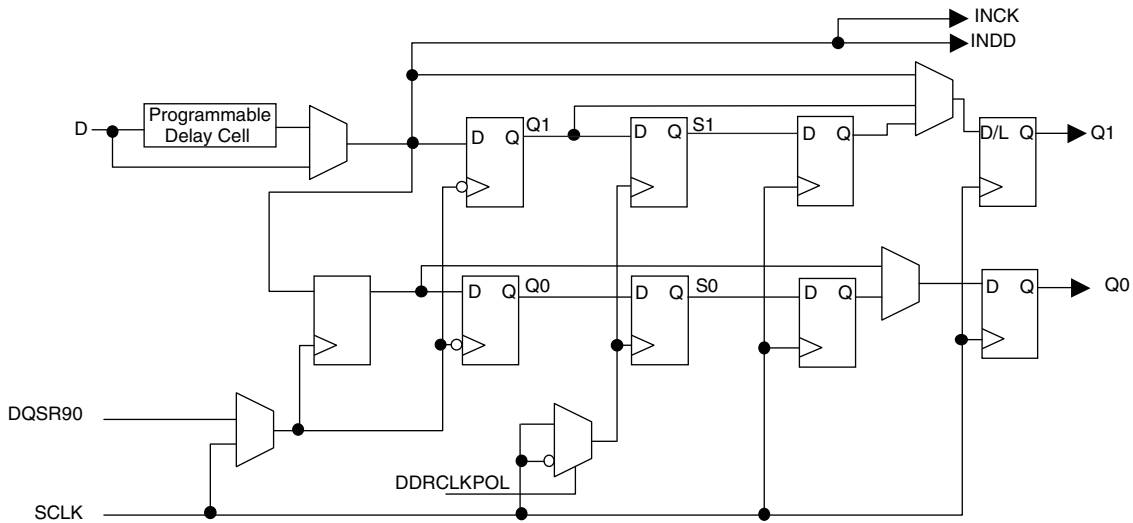 INCK
INDD
Programmable
Delay Cell
D
D Q
Q1
D Q
S1
D Q
D/L Q
Q1
D Q
Q0
D Q
S0
D Q
D Q
Q0
DQSR90
DDRCLKPOL
SCLK